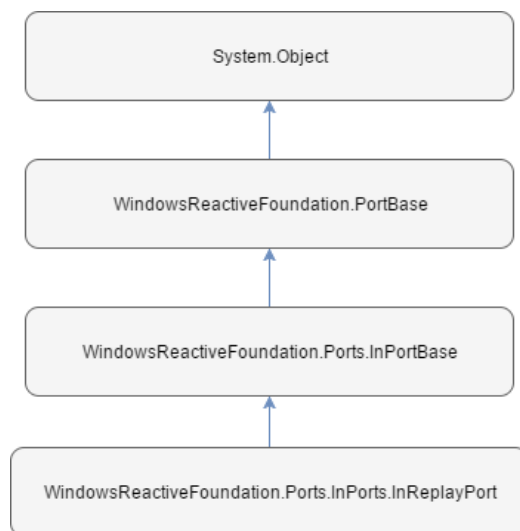 System.Object
WindowsReactiveFoundation.PortBase
WindowsReactiveFoundation.Ports.InPortBase
WindowsReactiveFoundation.Ports.InPorts.InReplayPort